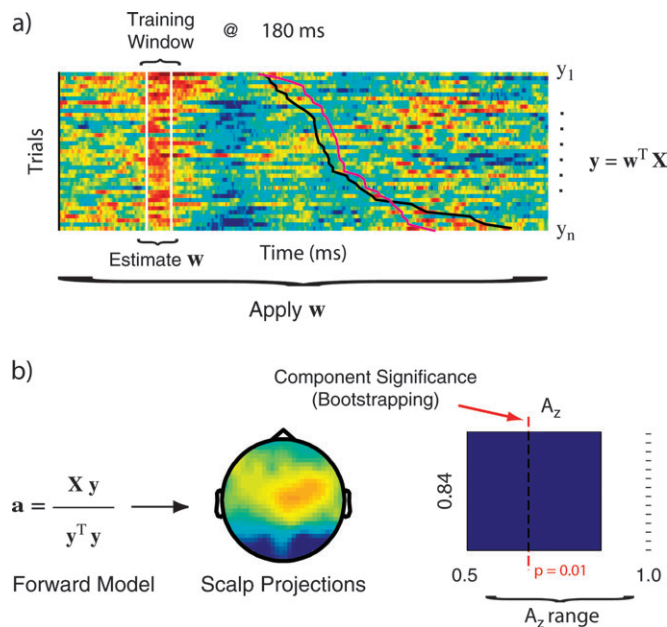 a)
Training
Window
@ 180 ms
Trials
y1
y = wT X
yn
Estimate w
Time (ms)
Apply w
b)
Component Significance
(Bootstrapping)
Az
a =
X y
yT y
0.84
p = 0.01
0.5
1.0
Forward Model
Scalp Projections
Az range